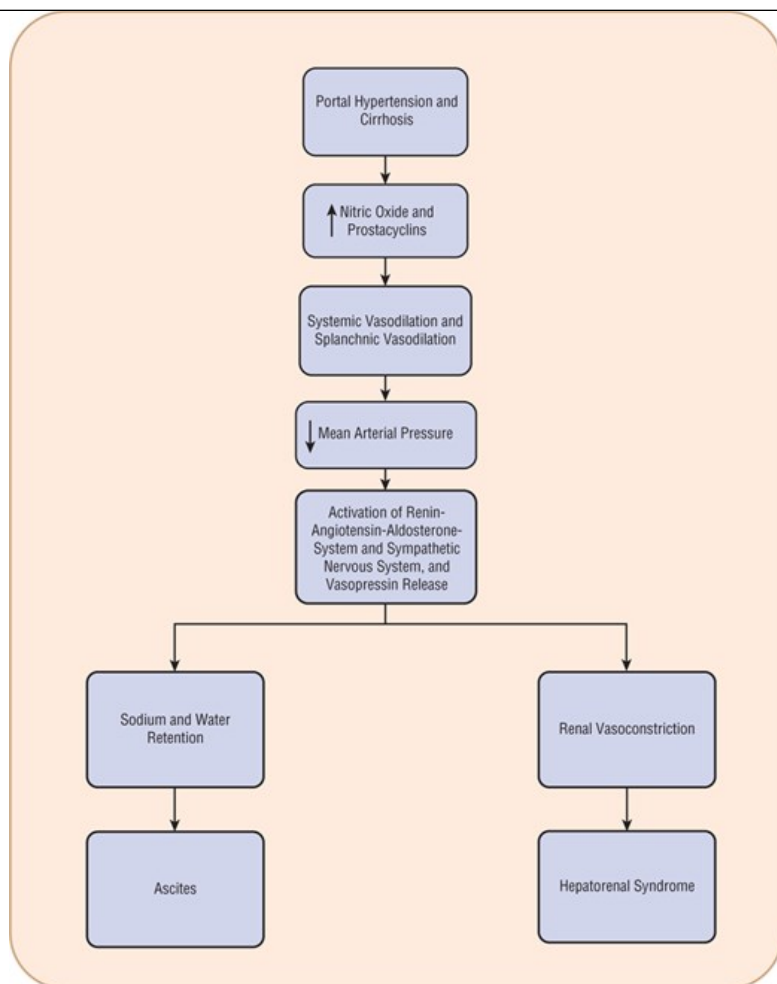 Portal Hypertension and
Cirrhosis
Nitric Oxide and
Prostacyclins
Systemic Vasodilation and
Splanchnic Vasodilation
Mean Arterial Pressure
Activation of Renin-
Angiotensin-Aldosterone-
System and Sympathetic
Nervous System, and
Vasopressin Release
Sodium and Water
Retention
Renal Vasoconstriction
Ascites
Hepatorenal Syndrome